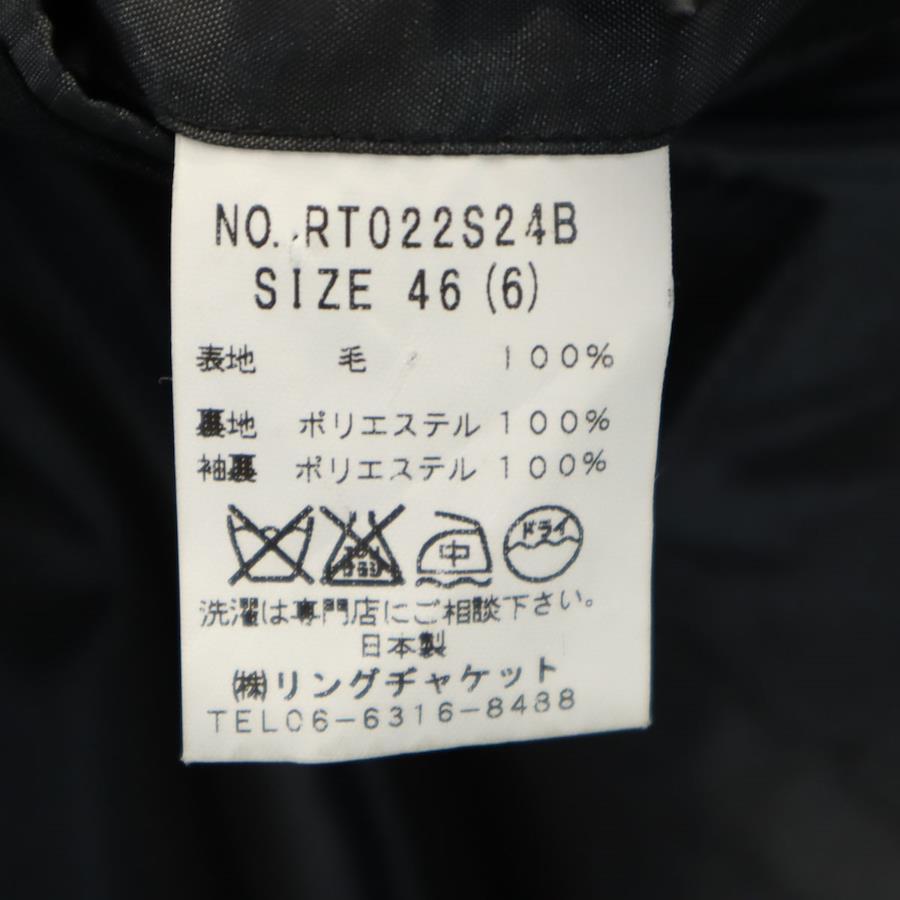 NO. RT022S24B
SIZE 46 (6)
表地 毛 100%
裏地 ポリエステル 100%
袖裏 ポリエステル 100%
中 ドライ
洗濯は専門店にご相談下さい。
日本製
㈱リングヂャケット
TEL06-6316-8488